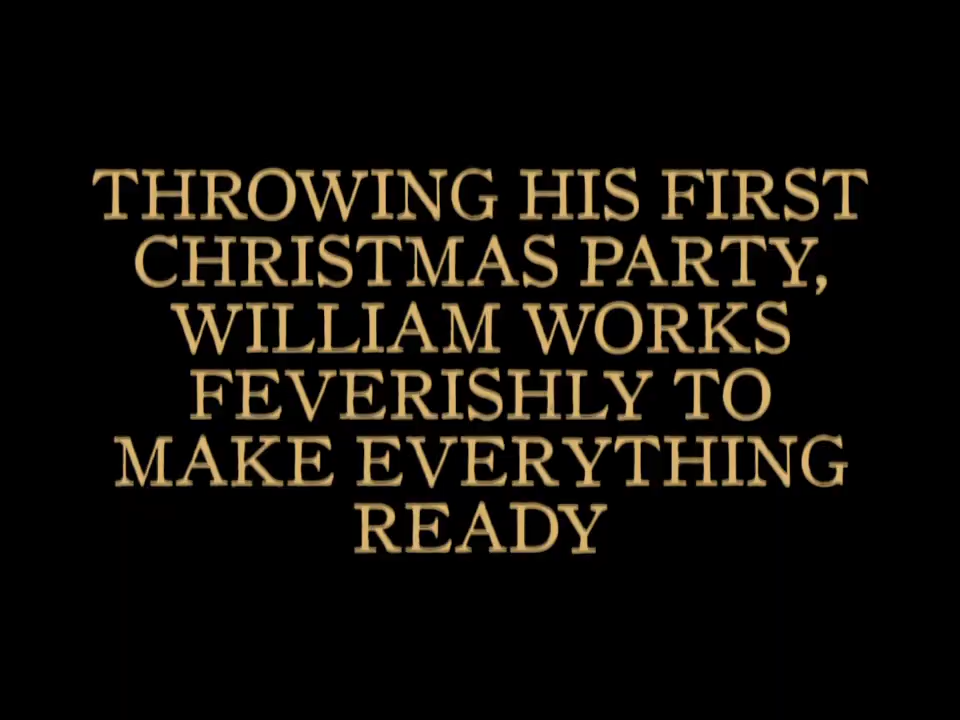 THROWING HIS FIRST
CHRISTMAS PARTY,
WILLIAM WORKS
FEVERISHLY TO
MAKE EVERYTHING
READY